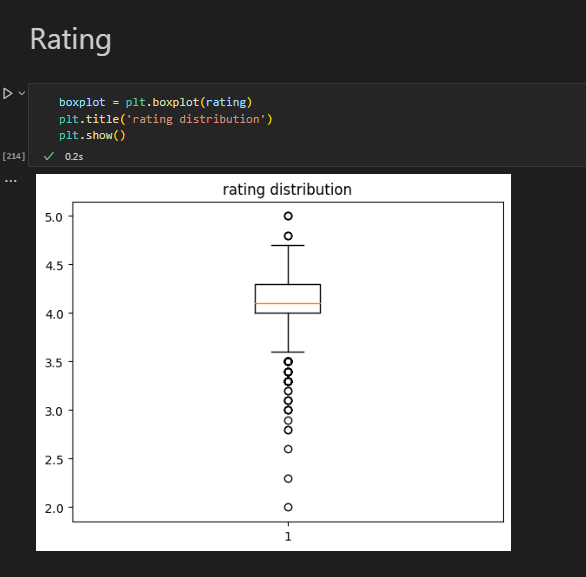 Rating
boxplot = plt.boxplot(rating)
plt.title('rating distribution')
plt.show()
[214]
0.2s
...
rating distribution
5.0
4.5
4.0
3.5
3.0
2.5
2.0
1